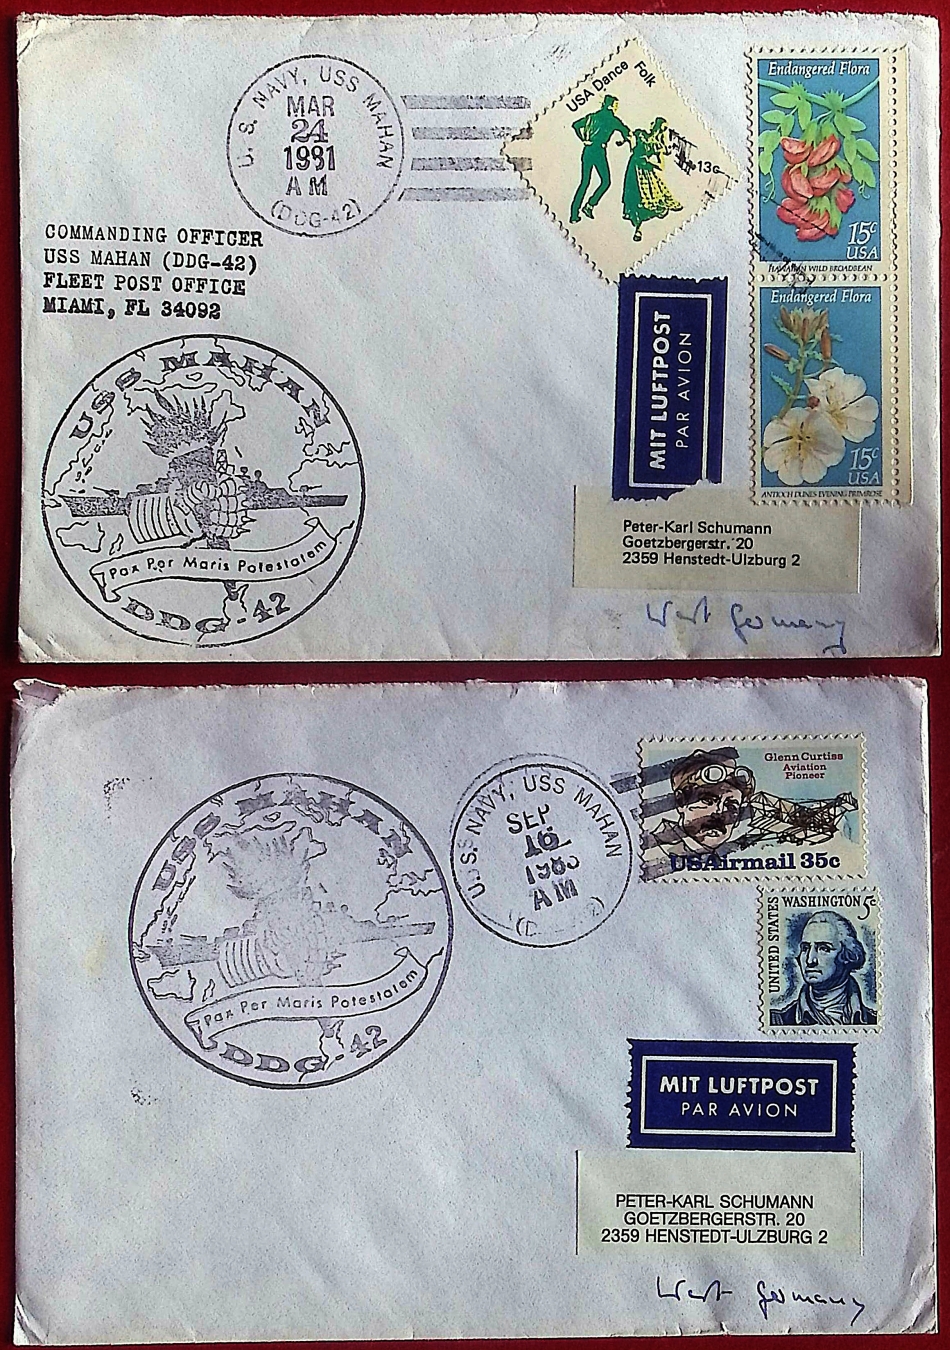 U.S. NAVY, USS MAHAN
MAR
24
1981
AM
(DDG-42)
USA Dance Folk
13c
Endangered Flora
15c
USA
HAWAIIAN WILD BROADBEAN
Endangered Flora
15c
USA
ANTIOCH DUNES EVENING PRIMROSE
COMMANDING OFFICER
USS MAHAN (DDG-42)
FLEET POST OFFICE
MIAMI, FL 34092
MIT LUFTPOST
PAR AVION
USS MAHAN
Pax Per Maris Potestatem
DDG-42
Peter-Karl Schumann
Goetzbergerstr. 20
2359 Henstedt-Ulzburg 2
West Germany
USS MAHAN
Pax Per Maris Potestatem
DDG-42
U.S. NAVY, USS MAHAN
SEP
16
AM
Glenn Curtiss
Aviation
Pioneer
USAirmail 35c
UNITED STATES
WASHINGTON 5c
MIT LUFTPOST
PAR AVION
PETER-KARL SCHUMANN
GOETZBERGERSTR. 20
2359 HENSTEDT-ULZBURG 2
West Germany